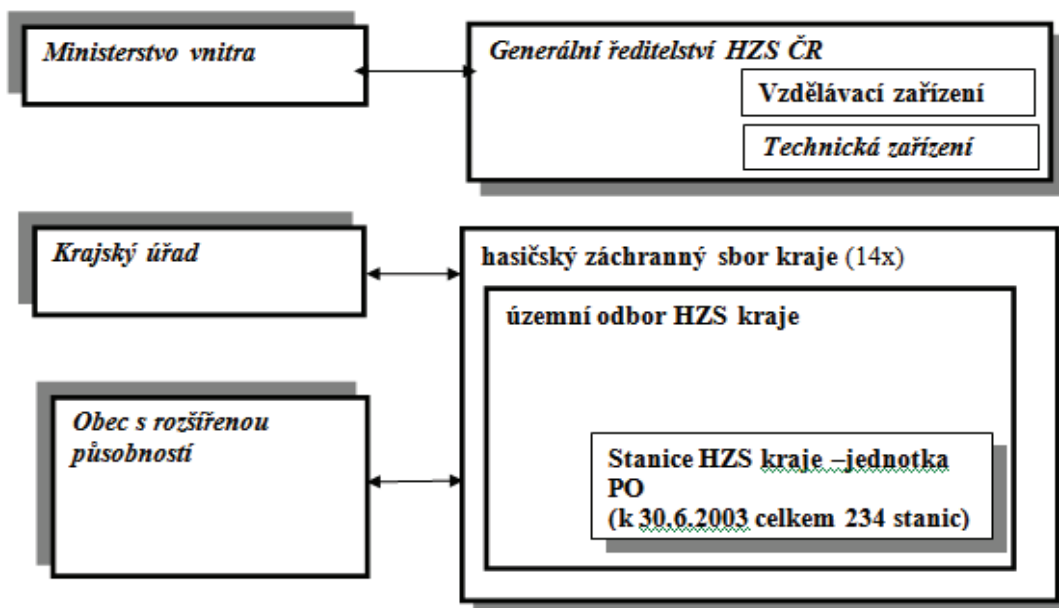 Ministerstvo vnitra
Generální ředitelství HZS ČR
Vzdělávací zařízení
Technická zařízení
Krajský úřad
hasičský záchranný sbor kraje (14x)
územní odbor HZS kraje
Obec s rozšířenou
působností
Stanice HZS kraje –jednotka
PO
(k 30.6.2003 celkem 234 stanic)